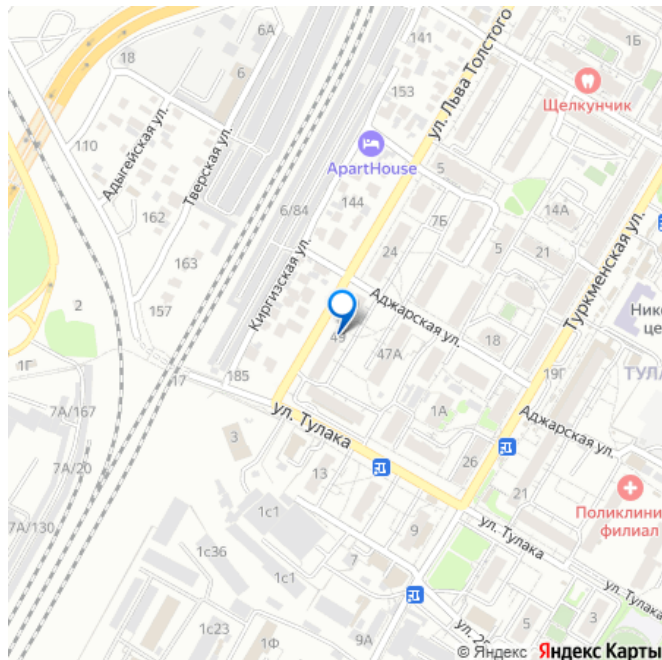 6А
141
1Б
18
6
Щелкунчик
ул. Льва Толстого
153
110
Адыгейская ул.
Тверская ул.
ApartHouse
5
144
7Б
14А
162
6/84
24
5
21
Туркменская ул.
163
Киргизская ул.
Аджарская ул.
2
157
49
18
Нико
це
47А
1Г
19Г
ТУЛА
17
185
1А
Аджарская ул.
7А/167
ул. Тулака
3
26
7А/20
13
21
Поликлини
филиал
1с1
9
ул. Тулака
7А/130
1с36
7
1с1
ул. Тулака
5
3
1с23
1Ф
9А
ул. 25
© Яндекс Яндекс Карты